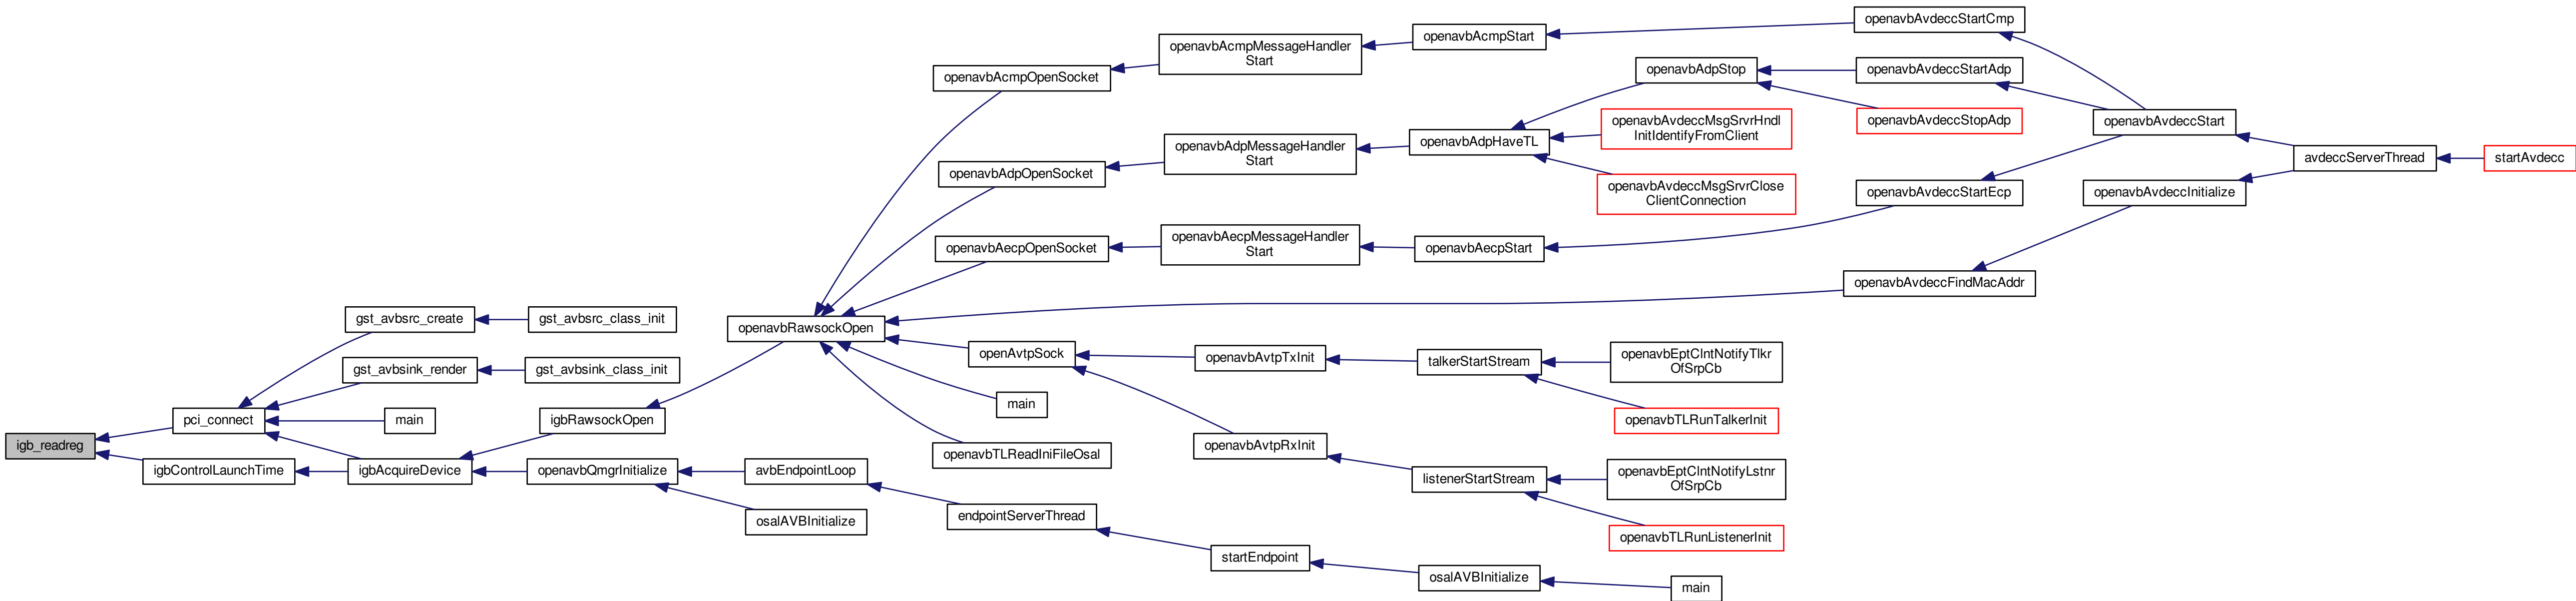 igb_readreg
pci_connect
igbControlLaunchTime
gst_avbsrc_create
gst_avbsink_render
main
igbAcquireDevice
gst_avbsrc_class_init
gst_avbsink_class_init
igbRawsockOpen
openavbQmgrInitialize
openavbRawsockOpen
avbEndpointLoop
osalAVBInitialize
openavbAcmpOpenSocket
openavbAdpOpenSocket
openavbAecpOpenSocket
openAvtpSock
main
openavbTLReadIniFileOsal
endpointServerThread
openavbAcmpMessageHandler
Start
openavbAdpMessageHandler
Start
openavbAecpMessageHandler
Start
openavbAvtpTxInit
openavbAvtpRxInit
startEndpoint
openavbAcmpStart
openavbAdpHaveTL
openavbAecpStart
talkerStartStream
listenerStartStream
osalAVBInitialize
openavbAdpStop
openavbAvdeccMsgSrvrHndl
InitIdentifyFromClient
openavbAvdeccMsgSrvrClose
ClientConnection
openavbEptClntNotifyTlkr
OfSrpCb
openavbTLRunTalkerInit
openavbEptClntNotifyLstnr
OfSrpCb
openavbTLRunListenerInit
main
openavbAvdeccStartCmp
openavbAvdeccStartAdp
openavbAvdeccStopAdp
openavbAvdeccStartEcp
openavbAvdeccFindMacAddr
openavbAvdeccStart
openavbAvdeccInitialize
avdeccServerThread
startAvdecc